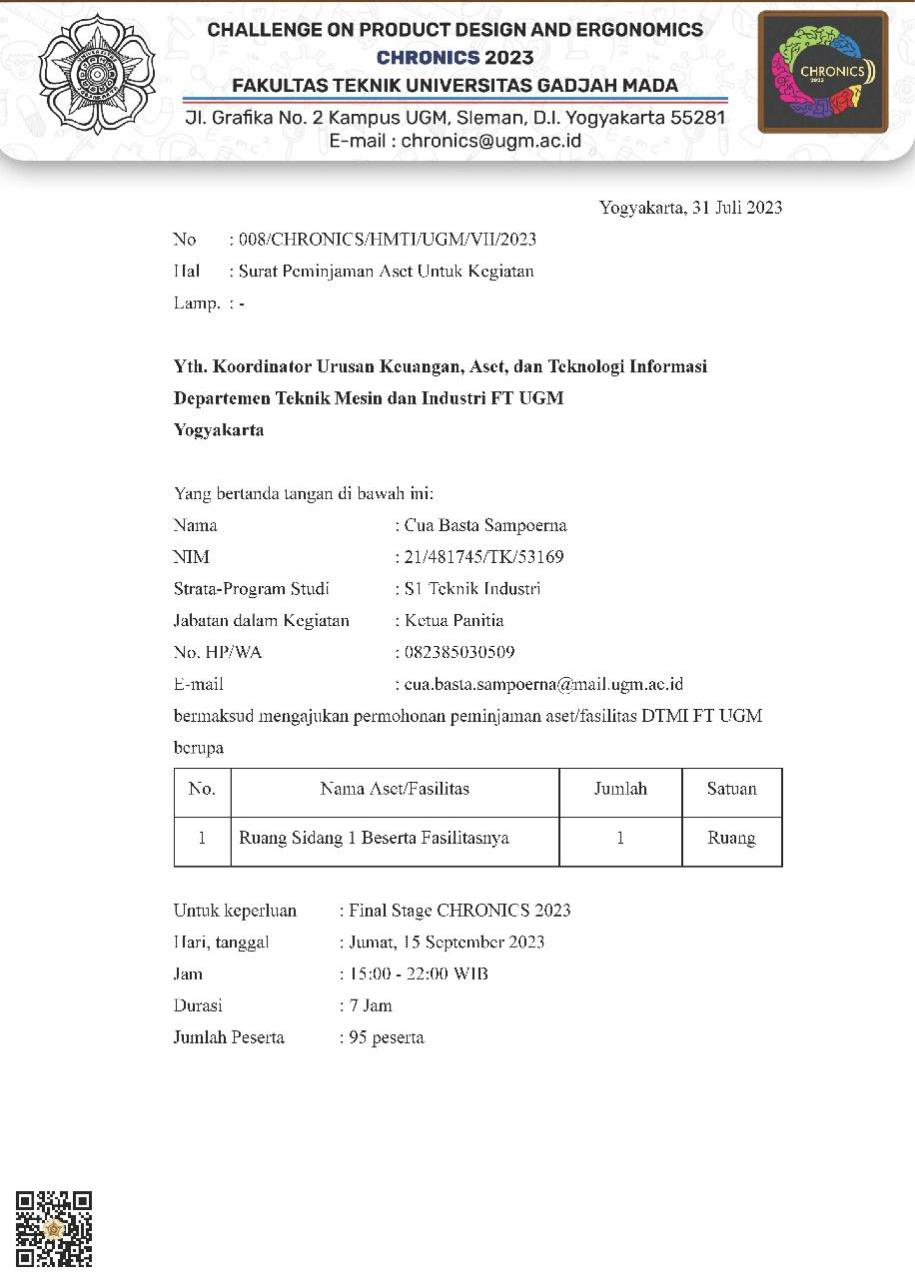 CHALLENGE ON PRODUCT DESIGN AND ERGONOMICS
CHRONICS 2023
FAKULTAS TEKNIK UNIVERSITAS GADJAH MADA
Jl. Grafika No. 2 Kampus UGM, Sleman, D.I. Yogyakarta 55281
E-mail : chronics@ugm.ac.id
CHRONICS
2023
Yogyakarta, 31 Juli 2023
No : 008/CHRONICS/HMTI/UGM/VII/2023
Hal : Surat Peminjaman Aset Untuk Kegiatan
Lamp. : -
Yth. Koordinator Urusan Keuangan, Aset, dan Teknologi Informasi
Departemen Teknik Mesin dan Industri FT UGM
Yogyakarta
Yang bertanda tangan di bawah ini:
Nama : Cua Basta Sampoerna
NIM : 21/481745/TK/53169
Strata-Program Studi : S1 Teknik Industri
Jabatan dalam Kegiatan : Ketua Panitia
No. HP/WA : 082385030509
E-mail : cua.basta.sampoerna@mail.ugm.ac.id
bermaksud mengajukan permohonan peminjaman aset/fasilitas DTMI FT UGM
berupa
No. Nama Aset/Fasilitas Jumlah Satuan
1 Ruang Sidang 1 Beserta Fasilitasnya 1 Ruang
Untuk keperluan : Final Stage CHRONICS 2023
Hari, tanggal : Jumat, 15 September 2023
Jam : 15:00 - 22:00 WIB
Durasi : 7 Jam
Jumlah Peserta : 95 peserta